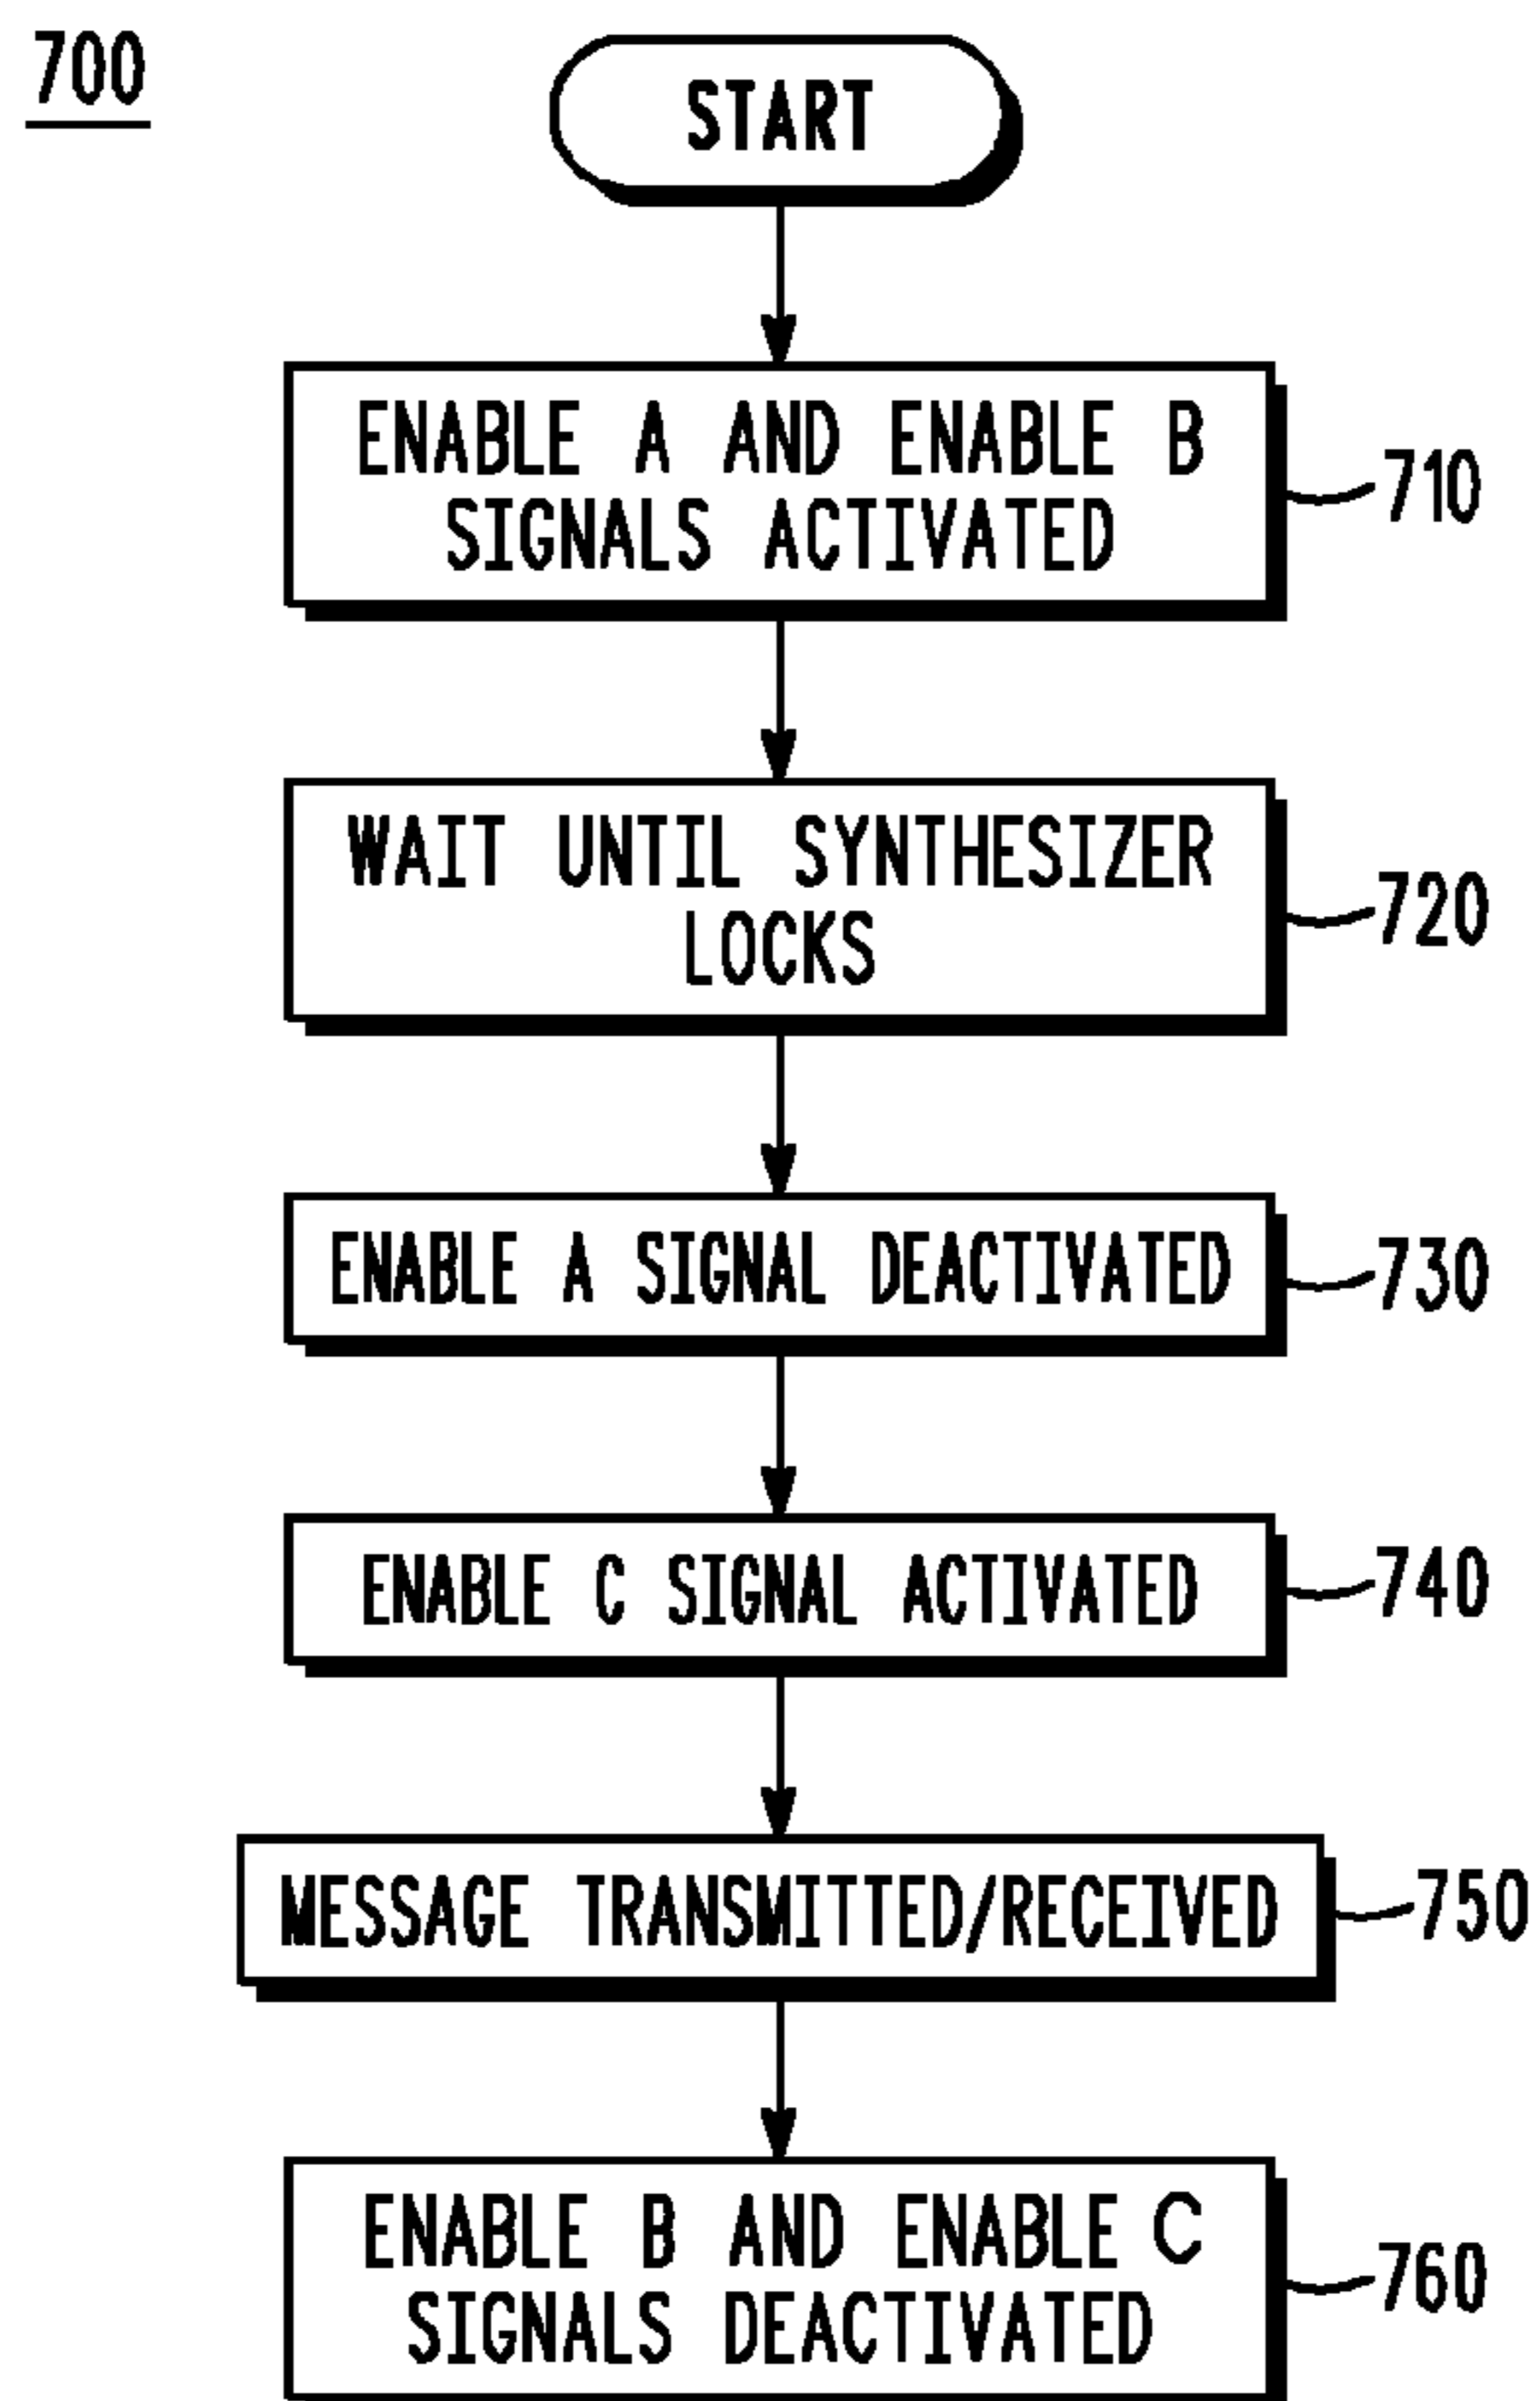 700
START
ENABLE A AND ENABLE B
SIGNALS ACTIVATED
710
WAIT UNTIL SYNTHESIZER
LOCKS
720
ENABLE A SIGNAL DEACTIVATED
730
ENABLE C SIGNAL ACTIVATED
740
MESSAGE TRANSMITTED/RECEIVED
750
ENABLE B AND ENABLE C
SIGNALS DEACTIVATED
760